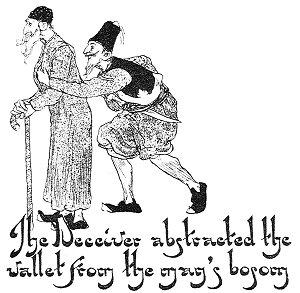 The Deceiver abstracted the
wallet from the man's bosom